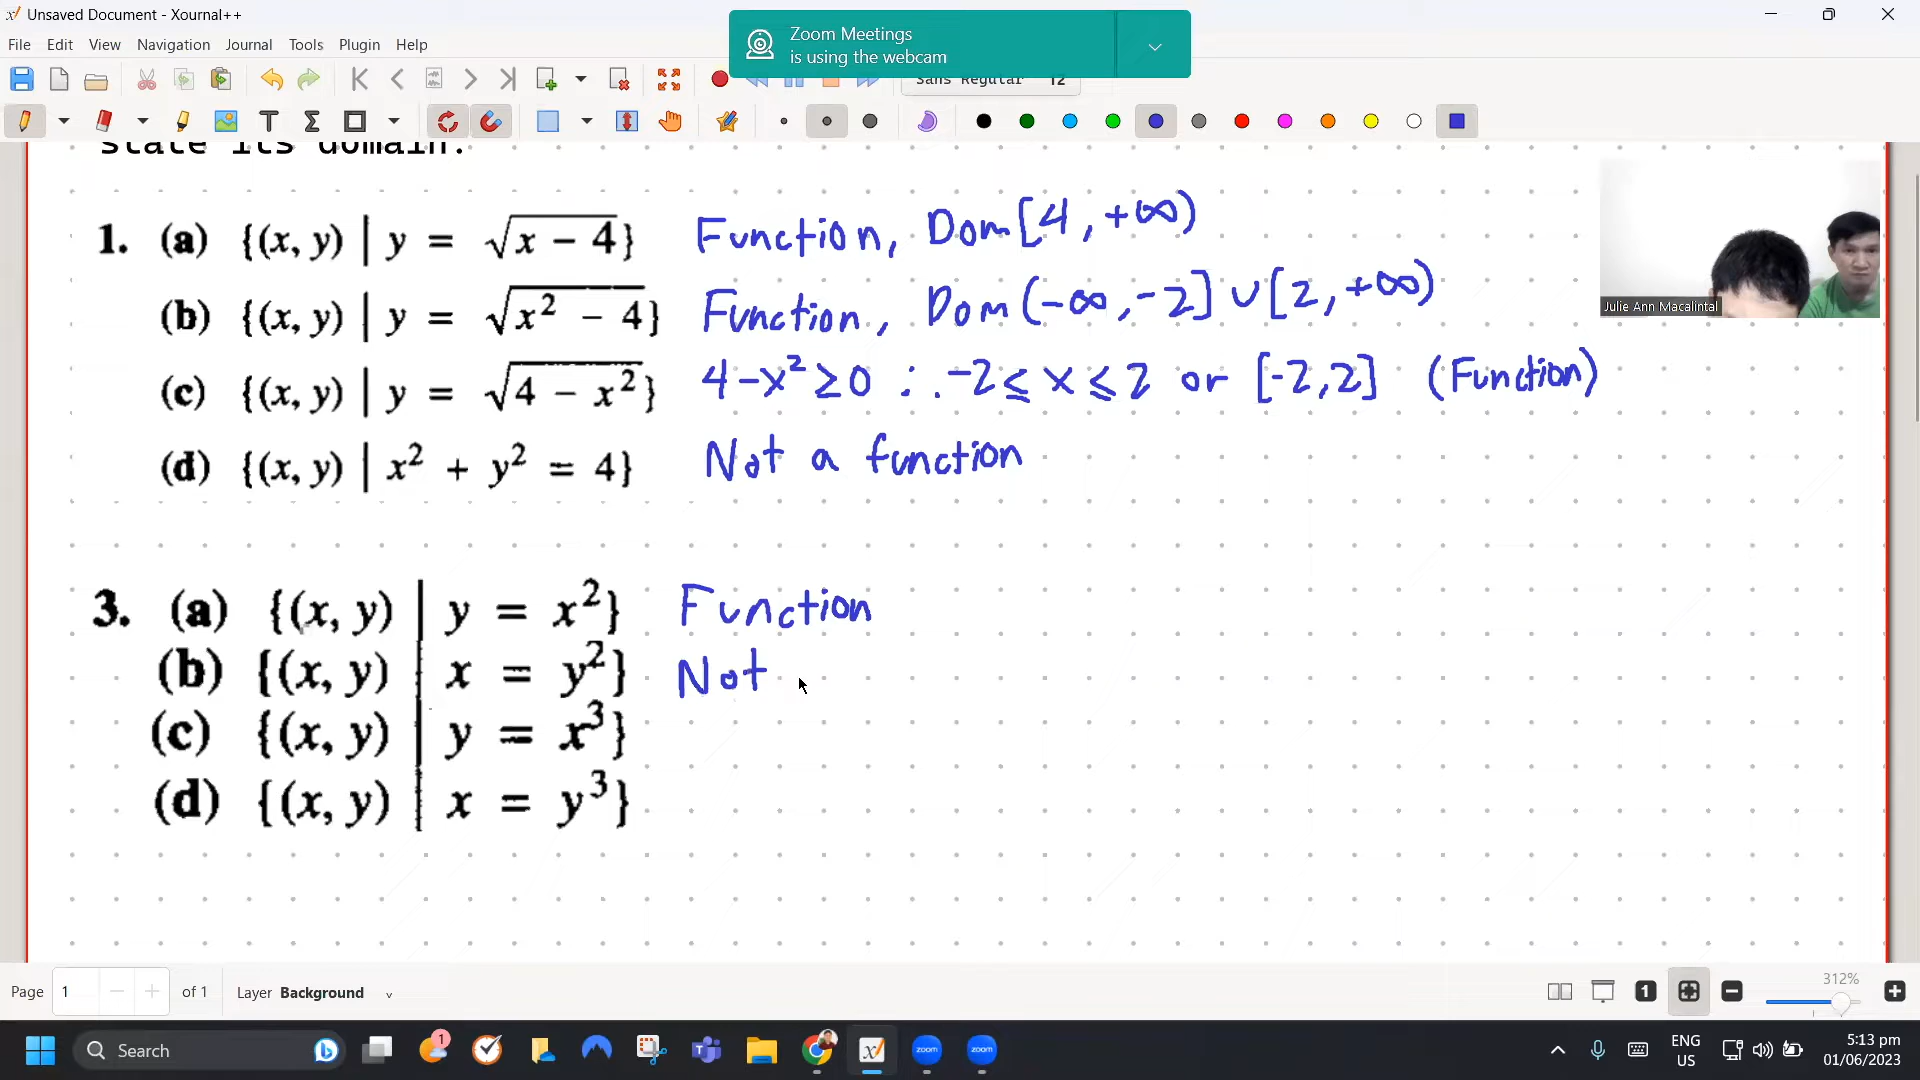 Unsaved Document - Xournal++
Zoom Meetings
is using the webcam
File Edit View Navigation Journal Tools Plugin Help
Sans Regular 12
state its domain.
1. (a) {(x, y) | y = √(x − 4)} Function, Dom [4, +∞)
(b) {(x, y) | y = √(x² − 4)} Function, Dom (-∞, -2] ∪ [2, +∞)
(c) {(x, y) | y = √(4 − x²)} 4-x² ≥ 0 ∴ -2 ≤ x ≤ 2 or [-2,2] (Function)
(d) {(x, y) | x² + y² = 4} Not a function
Julie Ann Macalintal
3. (a) {(x, y) | y = x²} Function
(b) {(x, y) | x = y²} Not
(c) {(x, y) | y = x³}
(d) {(x, y) | x = y³}
Page 1 of 1 Layer Background 312%
Search
1
zoom zoom
ENG
US
5:13 pm
01/06/2023